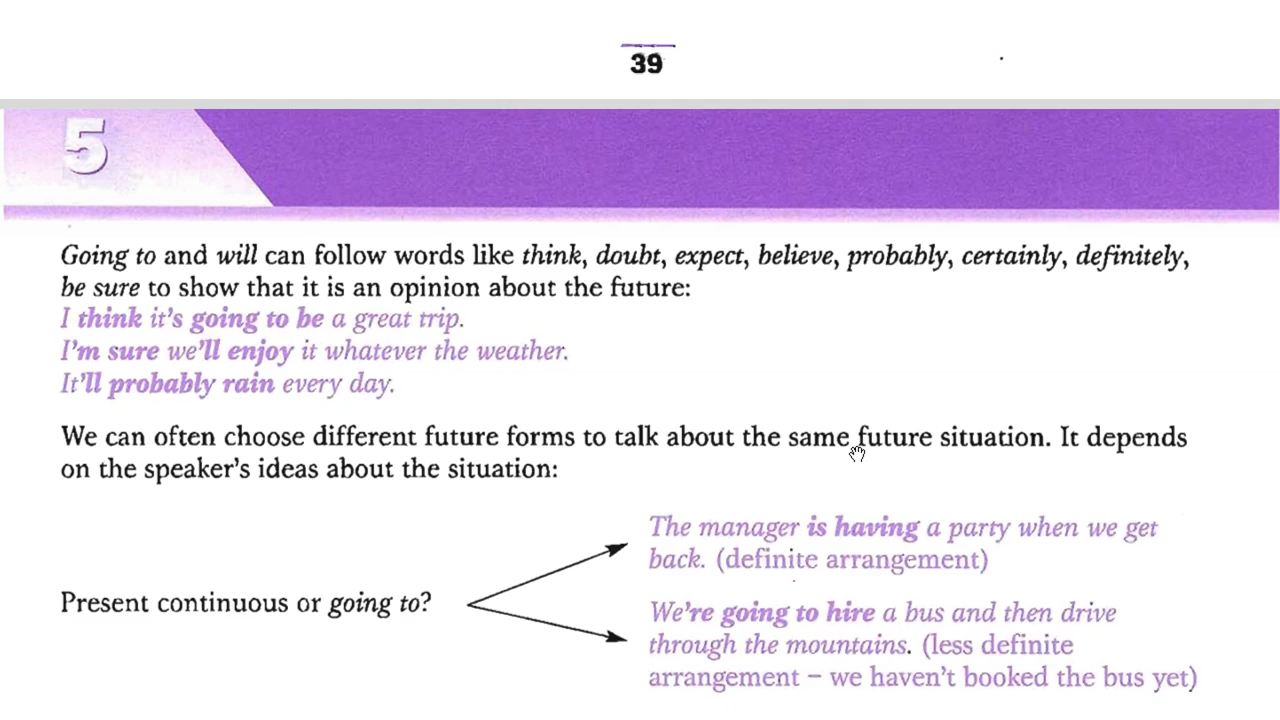 39
5
Going to and will can follow words like think, doubt, expect, believe, probably, certainly, definitely,
be sure to show that it is an opinion about the future:
I think it's going to be a great trip.
I'm sure we'll enjoy it whatever the weather.
It'll probably rain every day.
We can often choose different future forms to talk about the same future situation. It depends
on the speaker's ideas about the situation:
Present continuous or going to?
The manager is having a party when we get
back. (definite arrangement)
We're going to hire a bus and then drive
through the mountains. (less definite
arrangement – we haven't booked the bus yet)